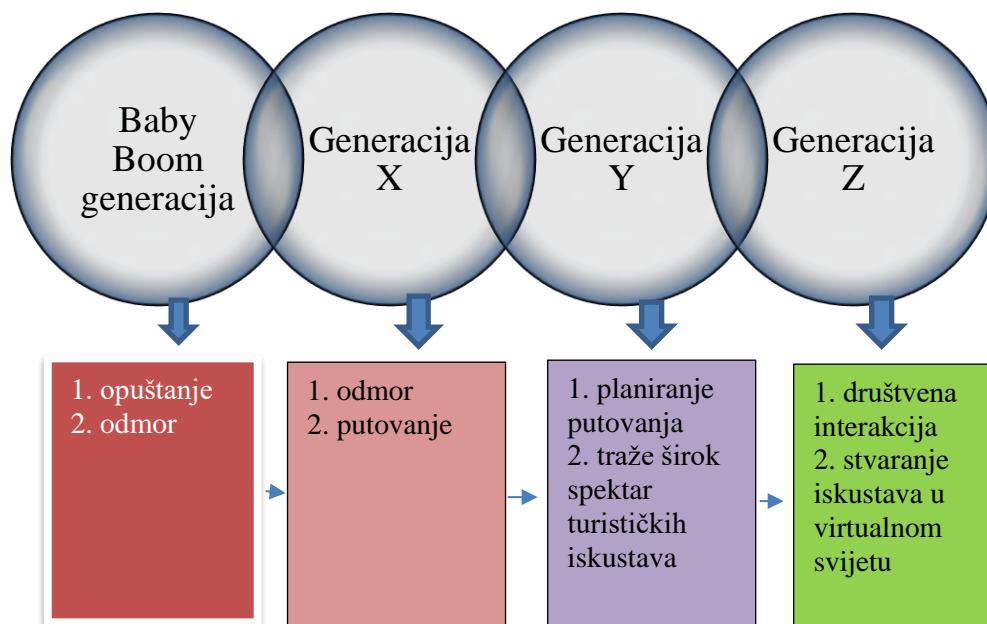 Baby
Boom
generacija
Generacija
X
Generacija
Y
Generacija
Z
1. opuštanje
2. odmor
1. odmor
2. putovanje
1. planiranje
putovanja
2. traže širok
spektar
turističkih
iskustava
1. društvena
interakcija
2. stvaranje
iskustava u
virtualnom
svijetu